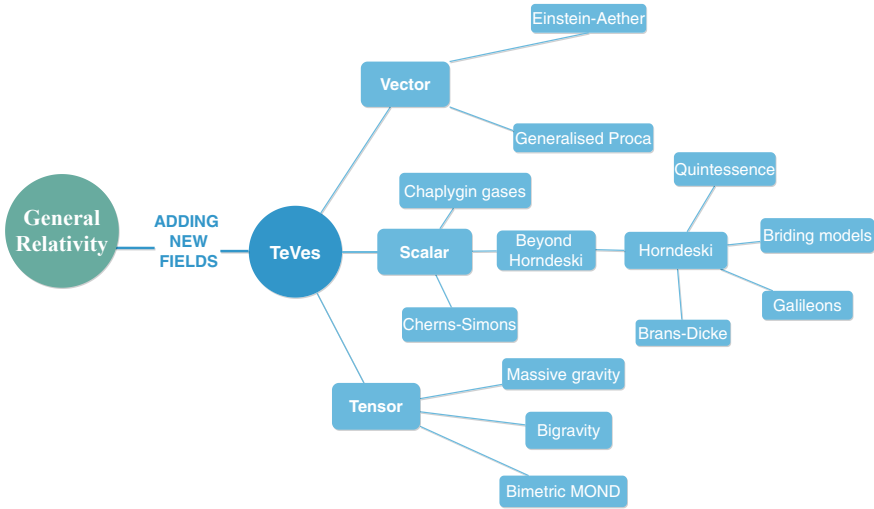 General
Relativity
ADDING
NEW
FIELDS
TeVes
Vector
Einstein-Aether
Generalised Proca
Scalar
Chaplygin gases
Cherns-Simons
Beyond
Horndeski
Horndeski
Quintessence
Briding models
Galileons
Brans-Dicke
Tensor
Massive gravity
Bigravity
Bimetric MOND